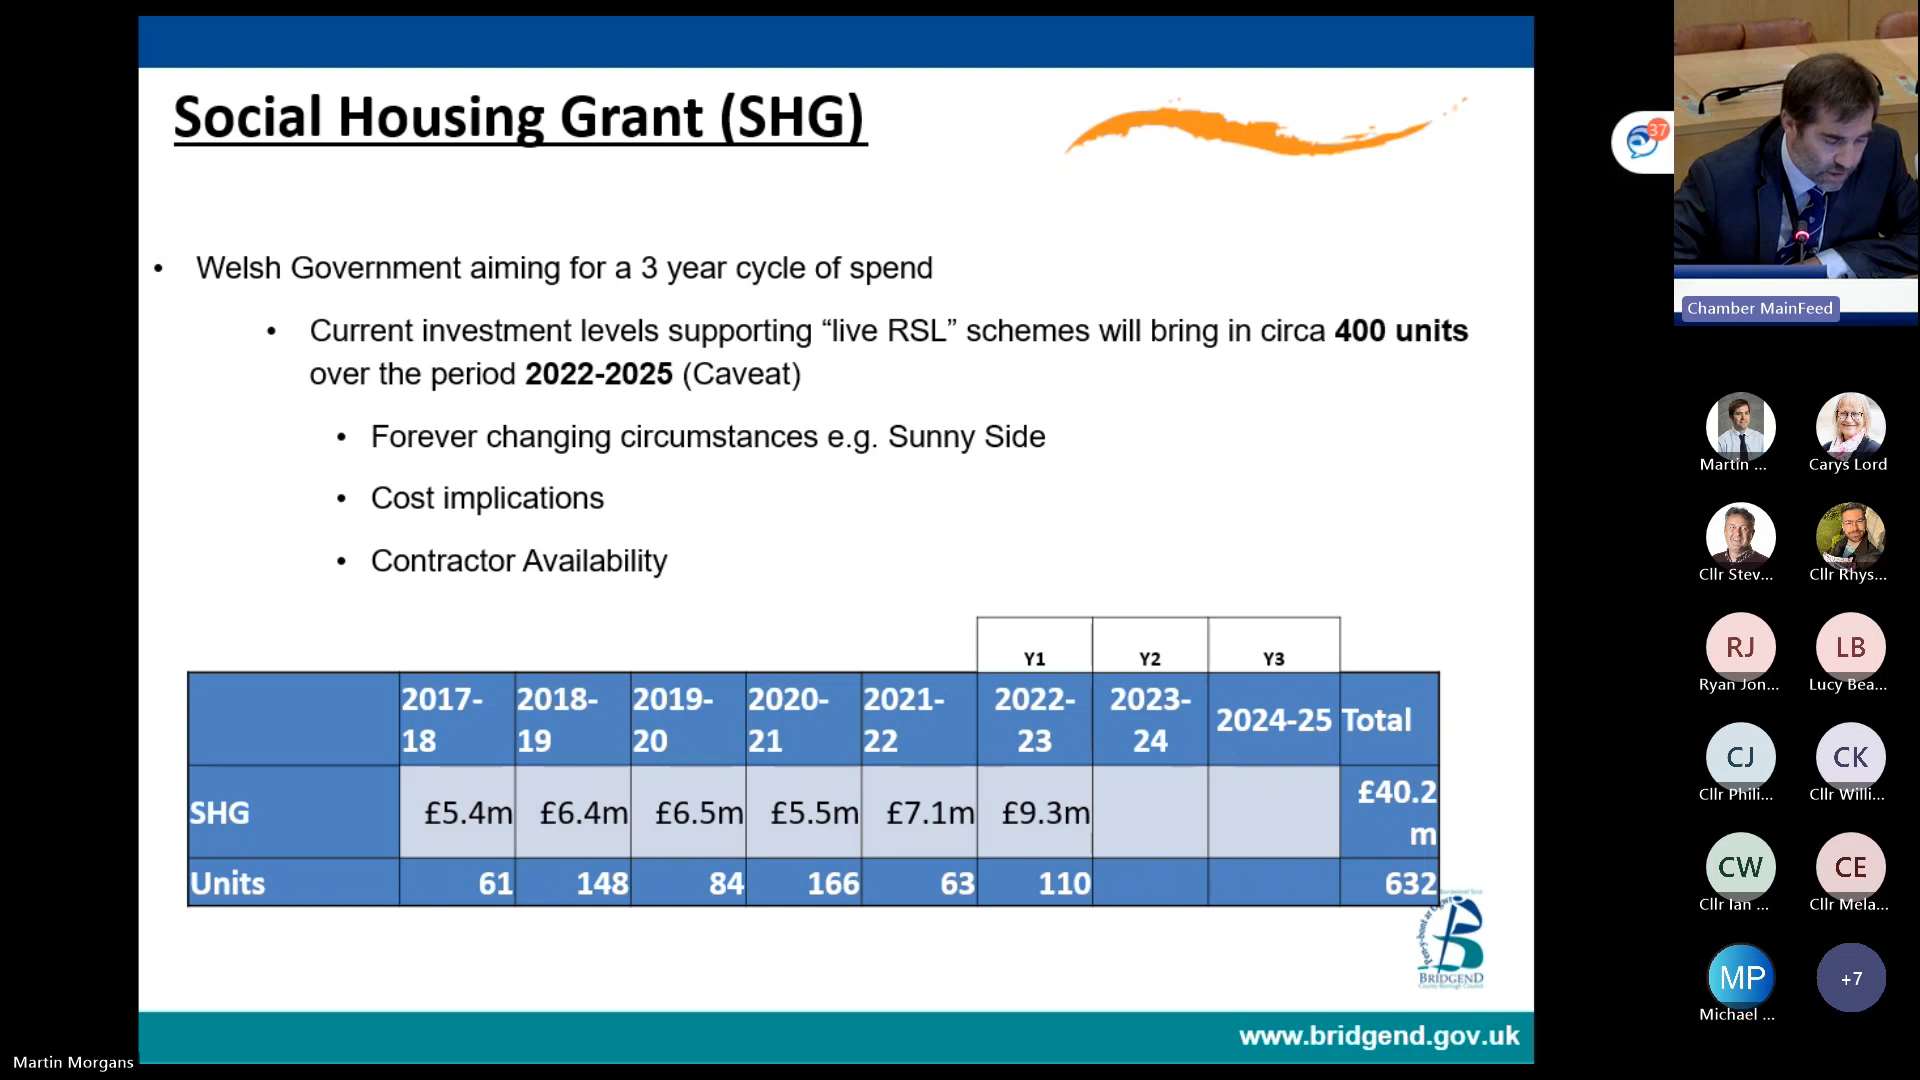 Social Housing Grant (SHG)
• Welsh Government aiming for a 3 year cycle of spend
• Current investment levels supporting “live RSL” schemes will bring in circa 400 units
over the period 2022-2025 (Caveat)
• Forever changing circumstances e.g. Sunny Side
• Cost implications
• Contractor Availability
Y1 Y2 Y3
2017-18 2018-19 2019-20 2020-21 2021-22 2022-23 2023-24 2024-25 Total
SHG £5.4m £6.4m £6.5m £5.5m £7.1m £9.3m £40.2m
Units 61 148 84 166 63 110 632
BRIDGEND
County Borough Council
www.bridgend.gov.uk
Martin Morgans
37
Chamber MainFeed
Martin ... Carys Lord
Cllr Stev... Cllr Rhys...
RJ LB
Ryan Jon... Lucy Bea...
CJ CK
Cllr Phili... Cllr Willi...
CW CE
Cllr Ian ... Cllr Mela...
MP +7
Michael ...